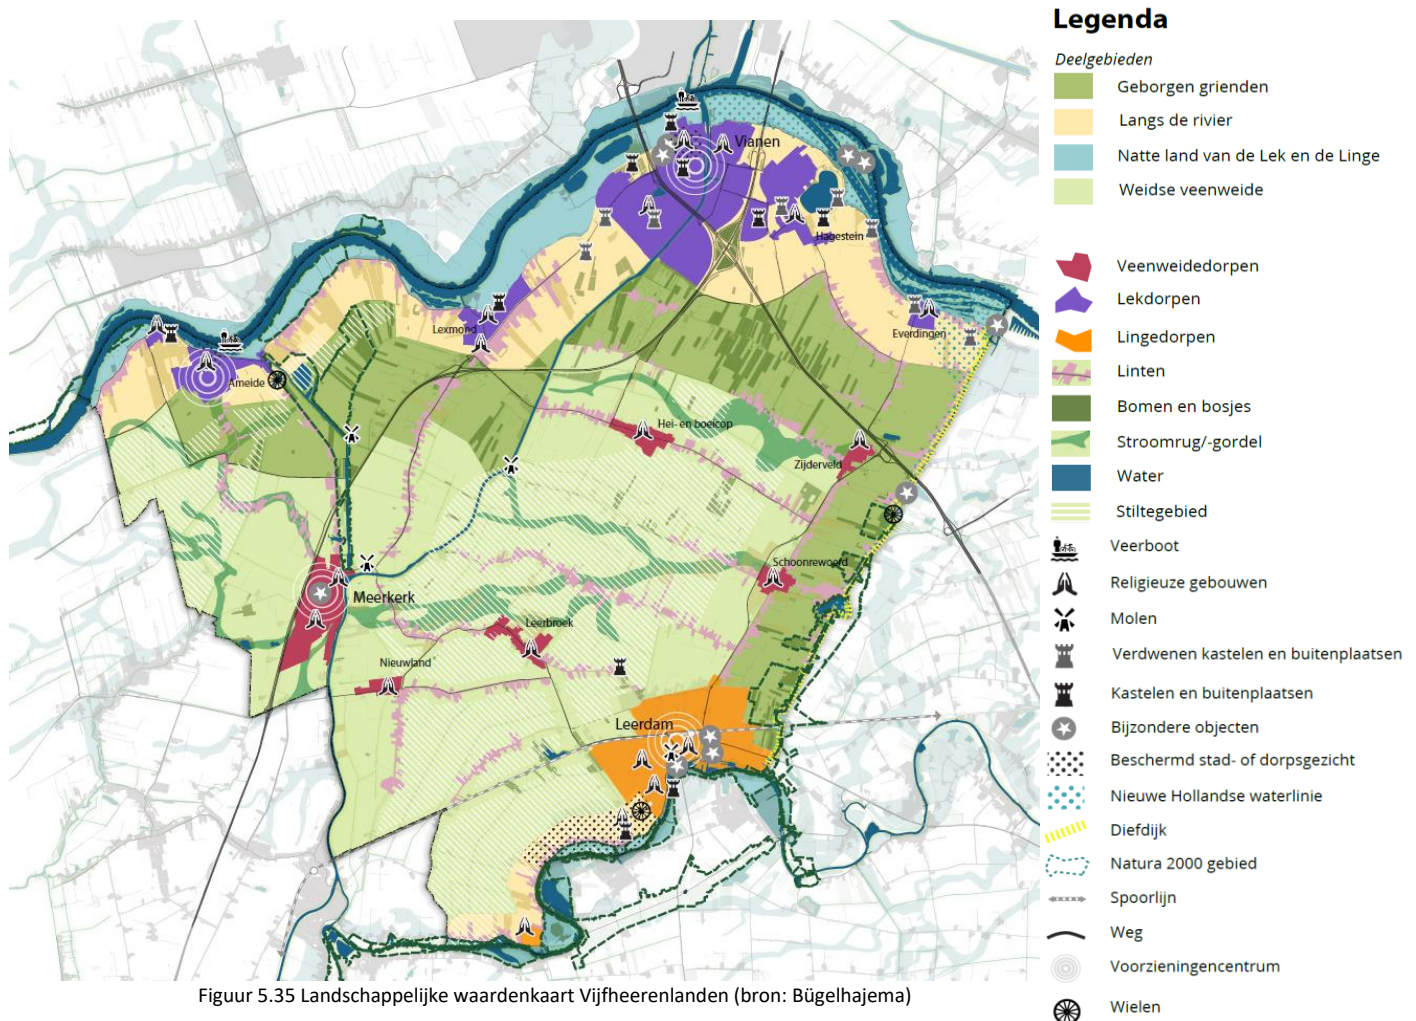 Legenda
Deelgebieden
Geborgen grienden
Langs de rivier
Natte land van de Lek en de Linge
Weidse veenweide
Veenweidedorpen
Lekdorpen
Lingedorpen
Linten
Bomen en bosjes
Stroomrug/-gordel
Water
Stiltegebied
Veerboot
Religieuze gebouwen
Molen
Verdwenen kastelen en buitenplaatsen
Kastelen en buitenplaatsen
Bijzondere objecten
Beschermd stad- of dorpsgezicht
Nieuwe Hollandse waterlinie
Diefdijk
Natura 2000 gebied
Spoorlijn
Weg
Voorzieningencentrum
Wielen
Vianen
Hagestein
Lexmond
Everdingen
Ameide
Hei- en boeicop
Zijderveld
Schoonrewoerd
Meerkerk
Leerbroek
Nieuwland
Leerdam
Figuur 5.35 Landschappelijke waardenkaart Vijfheerenlanden (bron: Bügelhajema)